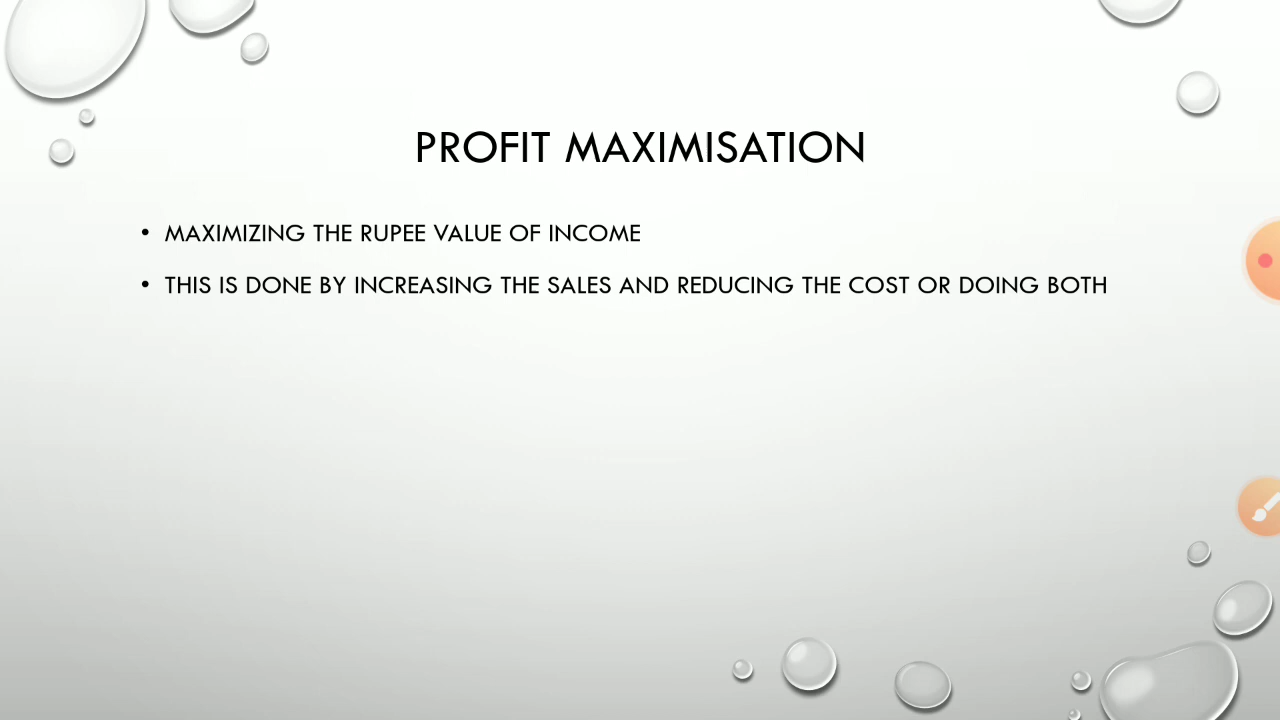 PROFIT MAXIMISATION
• MAXIMIZING THE RUPEE VALUE OF INCOME
• THIS IS DONE BY INCREASING THE SALES AND REDUCING THE COST OR DOING BOTH